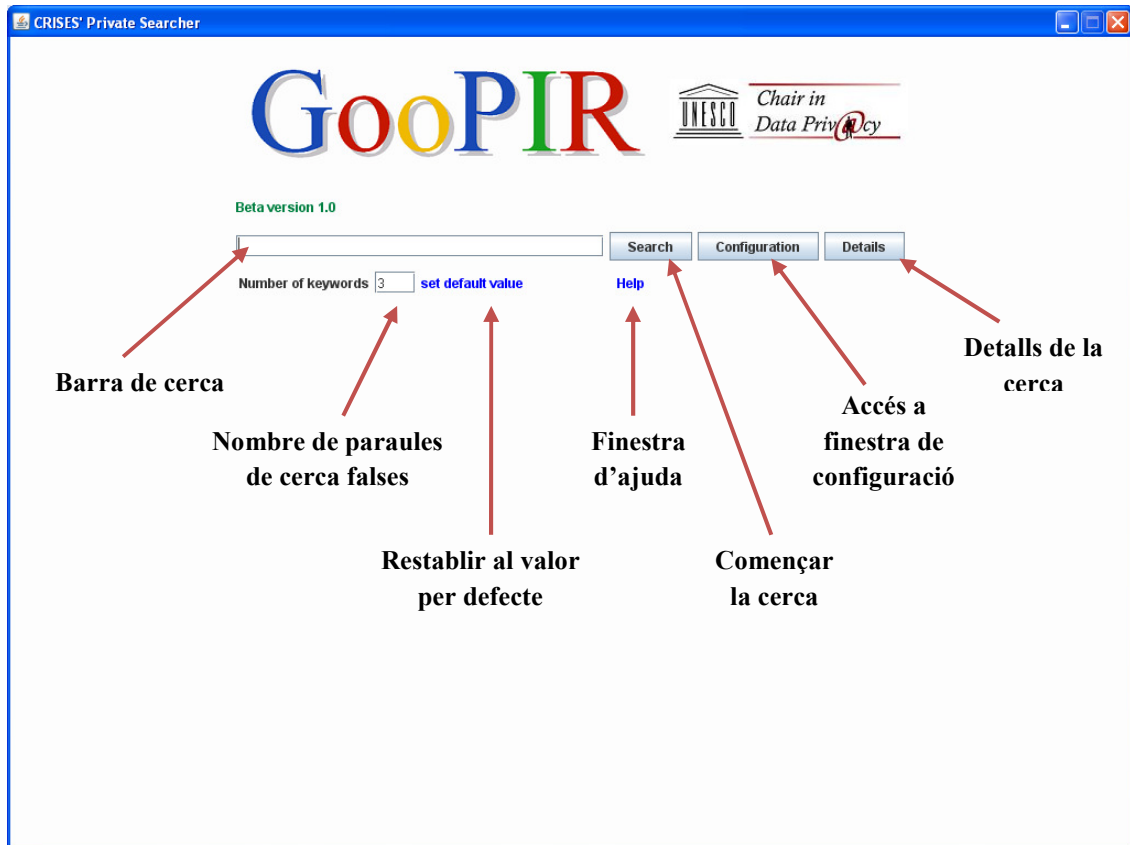 CRISES' Private Searcher
GooPIR
UNESCO
Chair in
Data Priv@cy
Beta version 1.0
Search
Configuration
Details
Number of keywords 3 set default value
Help
Barra de cerca
Nombre de paraules
de cerca falses
Restablir al valor
per defecte
Finestra
d’ajuda
Començar
la cerca
Accés a
finestra de
configuració
Detalls de la
cerca